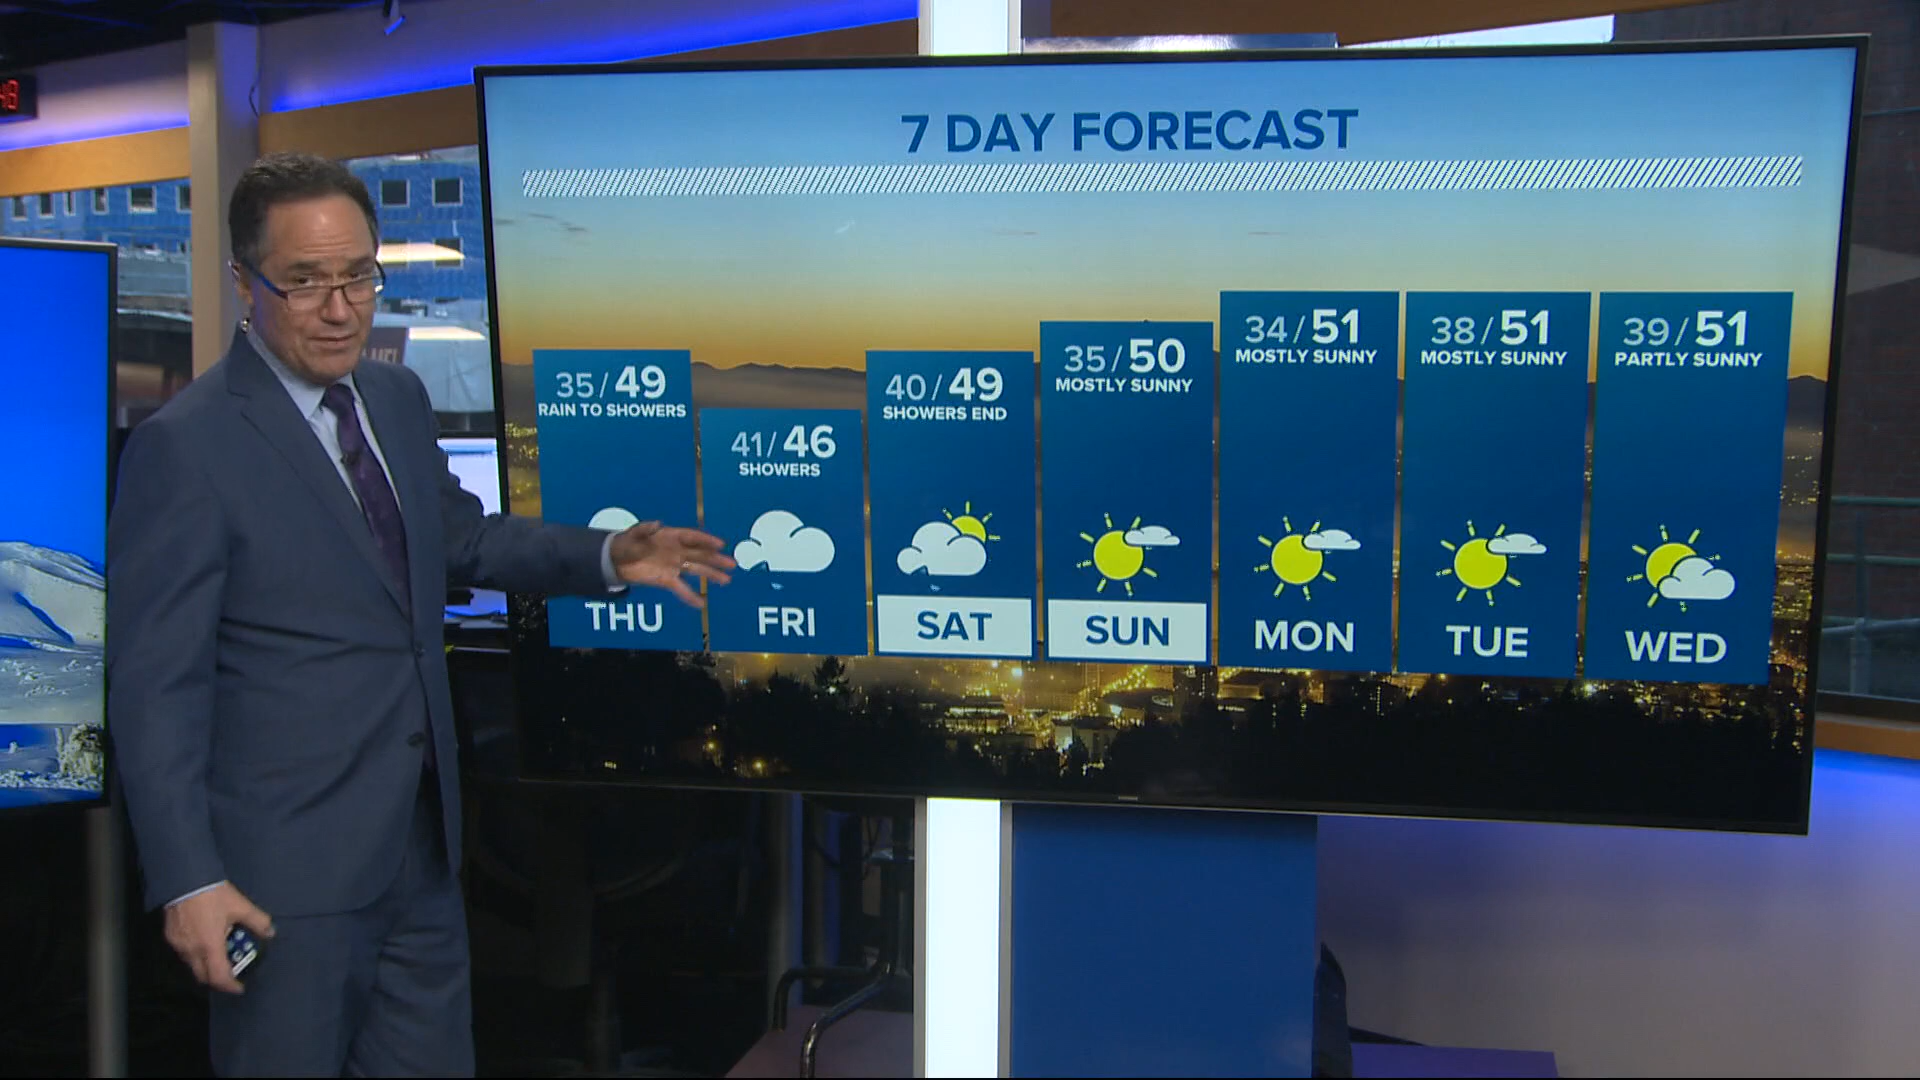 48
7 DAY FORECAST
35/49
RAIN TO SHOWERS
THU
41/46
SHOWERS
FRI
40/49
SHOWERS END
SAT
35/50
MOSTLY SUNNY
SUN
34/51
MOSTLY SUNNY
MON
38/51
MOSTLY SUNNY
TUE
39/51
PARTLY SUNNY
WED